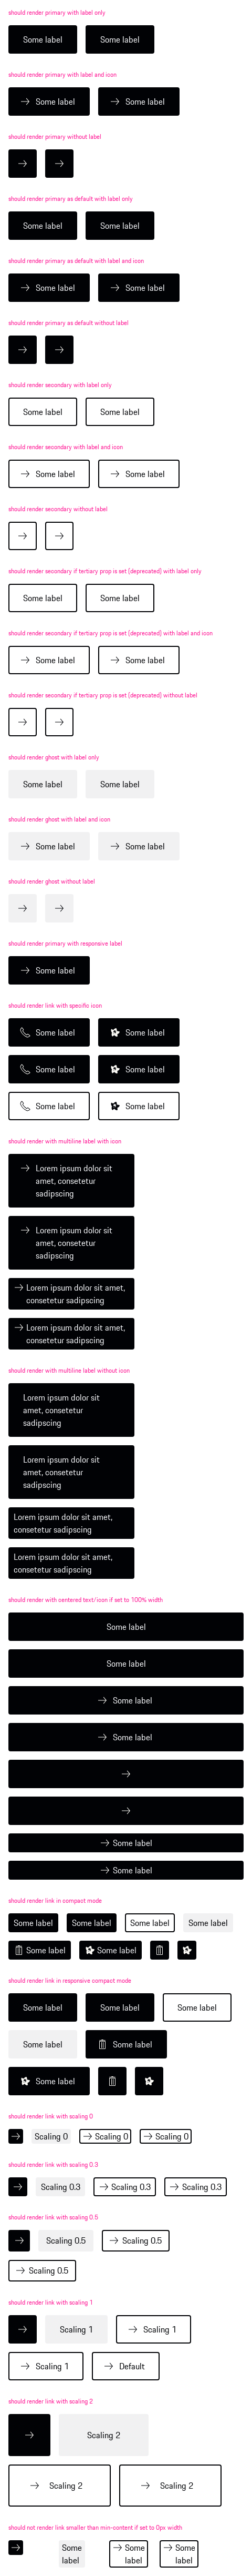 should render primary with label only
Some label Some label
should render primary with label and icon
Some label Some label
should render primary without label
should render primary as default with label only
Some label Some label
should render primary as default with label and icon
Some label Some label
should render primary as default without label
should render secondary with label only
Some label Some label
should render secondary with label and icon
Some label Some label
should render secondary without label
should render secondary if tertiary prop is set [deprecated] with label only
Some label Some label
should render secondary if tertiary prop is set [deprecated] with label and icon
Some label Some label
should render secondary if tertiary prop is set [deprecated] without label
should render ghost with label only
Some label Some label
should render ghost with label and icon
Some label Some label
should render ghost without label
should render primary with responsive label
Some label
should render link with specific icon
Some label Some label
Some label Some label
Some label Some label
should render with multiline label with icon
Lorem ipsum dolor sit
amet, consetetur
sadipscing
Lorem ipsum dolor sit
amet, consetetur
sadipscing
Lorem ipsum dolor sit amet,
consetetur sadipscing
Lorem ipsum dolor sit amet,
consetetur sadipscing
should render with multiline label without icon
Lorem ipsum dolor sit
amet, consetetur
sadipscing
Lorem ipsum dolor sit
amet, consetetur
sadipscing
Lorem ipsum dolor sit amet,
consetetur sadipscing
Lorem ipsum dolor sit amet,
consetetur sadipscing
should render with centered text/icon if set to 100% width
Some label
Some label
Some label
Some label
Some label
Some label
should render link in compact mode
Some label Some label Some label Some label
Some label Some label
should render link in responsive compact mode
Some label Some label Some label
Some label Some label
Some label
should render link with scaling 0
Scaling 0 Scaling 0 Scaling 0
should render link with scaling 0.3
Scaling 0.3 Scaling 0.3 Scaling 0.3
should render link with scaling 0.5
Scaling 0.5 Scaling 0.5
Scaling 0.5
should render link with scaling 1
Scaling 1 Scaling 1
Scaling 1 Default
should render link with scaling 2
Scaling 2
Scaling 2 Scaling 2
should not render link smaller than min-content if set to 0px width
Some Some Some
label label label